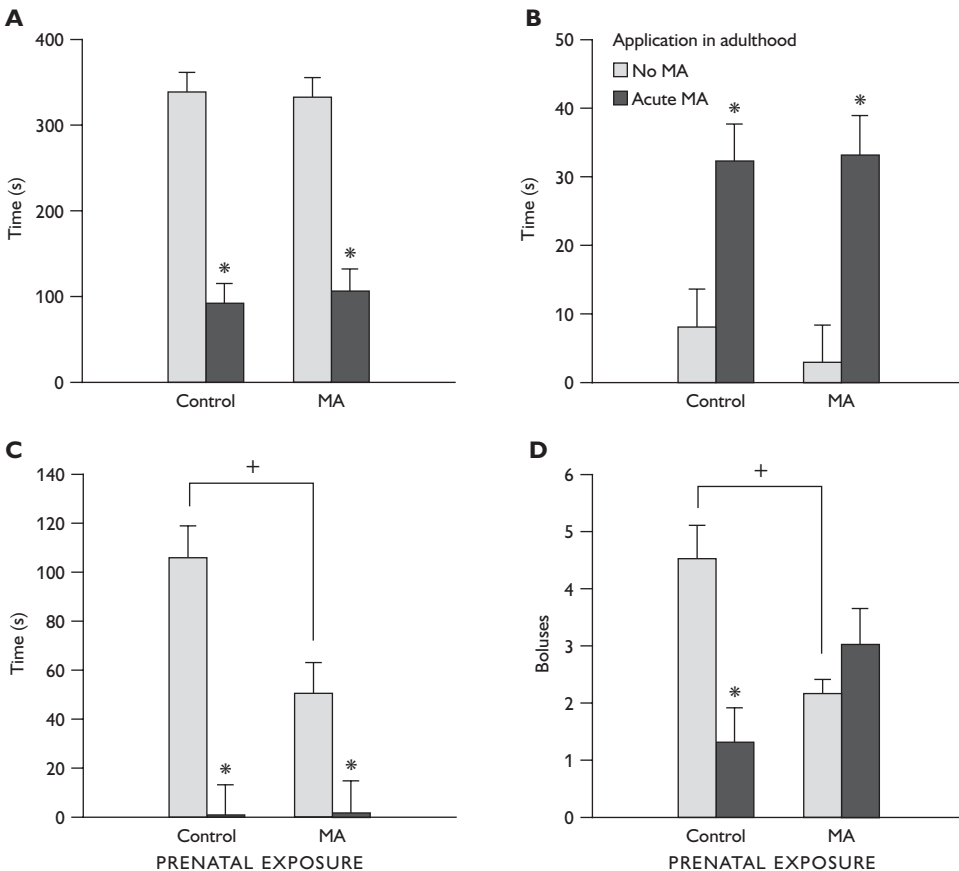 A
400
300
200
100
0
Time (s)
*
*
Control
MA
B
50
40
30
20
10
0
Time (s)
Application in adulthood
No MA
Acute MA
*
*
Control
MA
C
140
120
100
80
60
40
20
0
Time (s)
+
*
*
Control
MA
PRENATAL EXPOSURE
D
6
5
4
3
2
1
0
Boluses
+
*
Control
MA
PRENATAL EXPOSURE